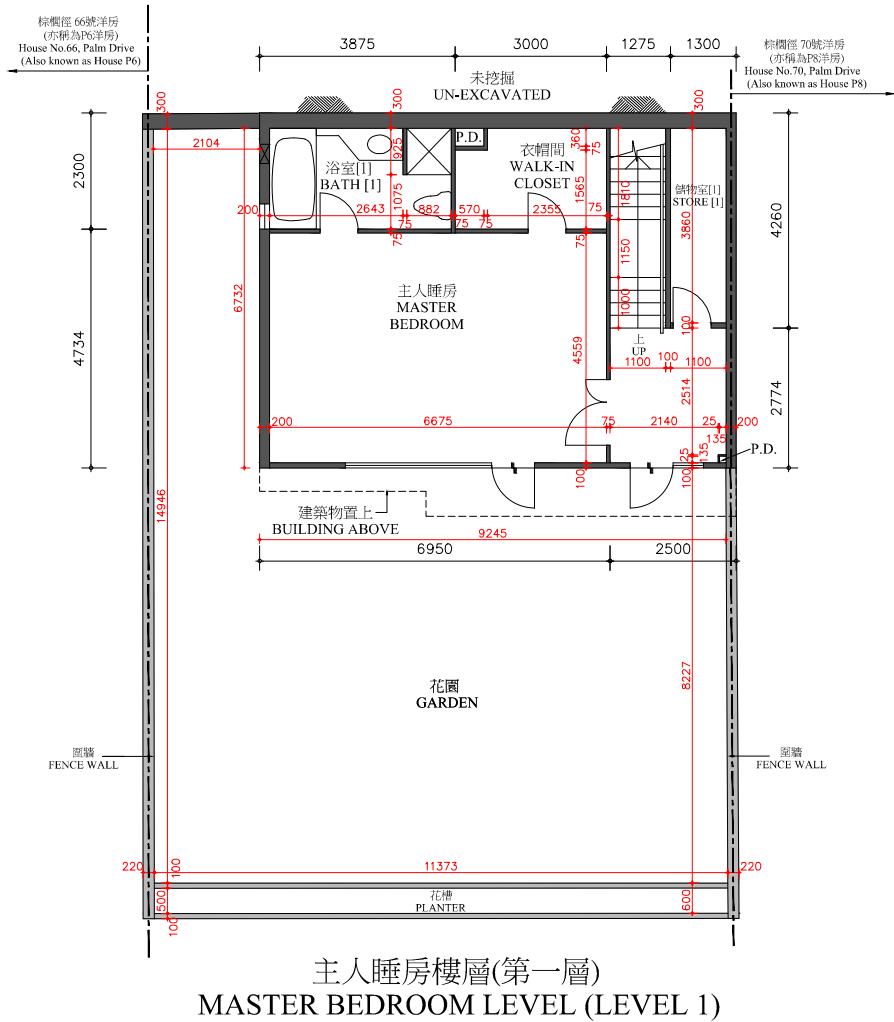 棕櫚徑 66號洋房
(亦稱為P6洋房)
House No.66, Palm Drive
(Also known as House P6)
棕櫚徑 70號洋房
(亦稱為P8洋房)
House No.70, Palm Drive
(Also known as House P8)
3875
3000
1275
1300
未挖掘
UN-EXCAVATED
300
300
300
2104
2300
4734
6732
14946
浴室[1]
BATH [1]
925
1075
200
2643
75
882
75
P.D.
衣帽間
WALK-IN
CLOSET
360
75
1565
570
75
75
2355
75
75
1810
1150
1000
儲物室[1]
STORE [1]
3860
4260
2774
主人睡房
MASTER
BEDROOM
4559
上
UP
100
1100
100
1100
2514
200
6675
75
2140
25
200
135
135
25
P.D.
100
100
建築物置上
BUILDING ABOVE
9245
6950
2500
花園
GARDEN
8227
圍牆
FENCE WALL
圍牆
FENCE WALL
220
11373
220
100
500
100
600
花槽
PLANTER
主人睡房樓層(第一層)
MASTER BEDROOM LEVEL (LEVEL 1)